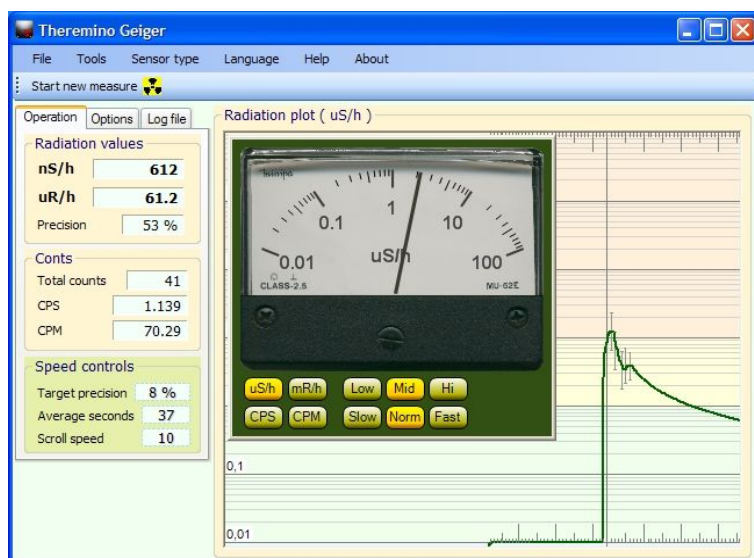 Theremino Geiger
File Tools Sensor type Language Help About
Start new measure
Operation Options Log file
Radiation values
nS/h 612
uR/h 61.2
Precision 53 %
Conts
Total counts 41
CPS 1.139
CPM 70.29
Speed controls
Target precision 8 %
Average seconds 37
Scroll speed 10
Radiation plot ( uS/h )
0.01 0.1 1 10 100
uS/h
CLASS-2.5 MU-52E
uS/h mR/h Low Mid Hi
CPS CPM Slow Norm Fast
0,1
0,01